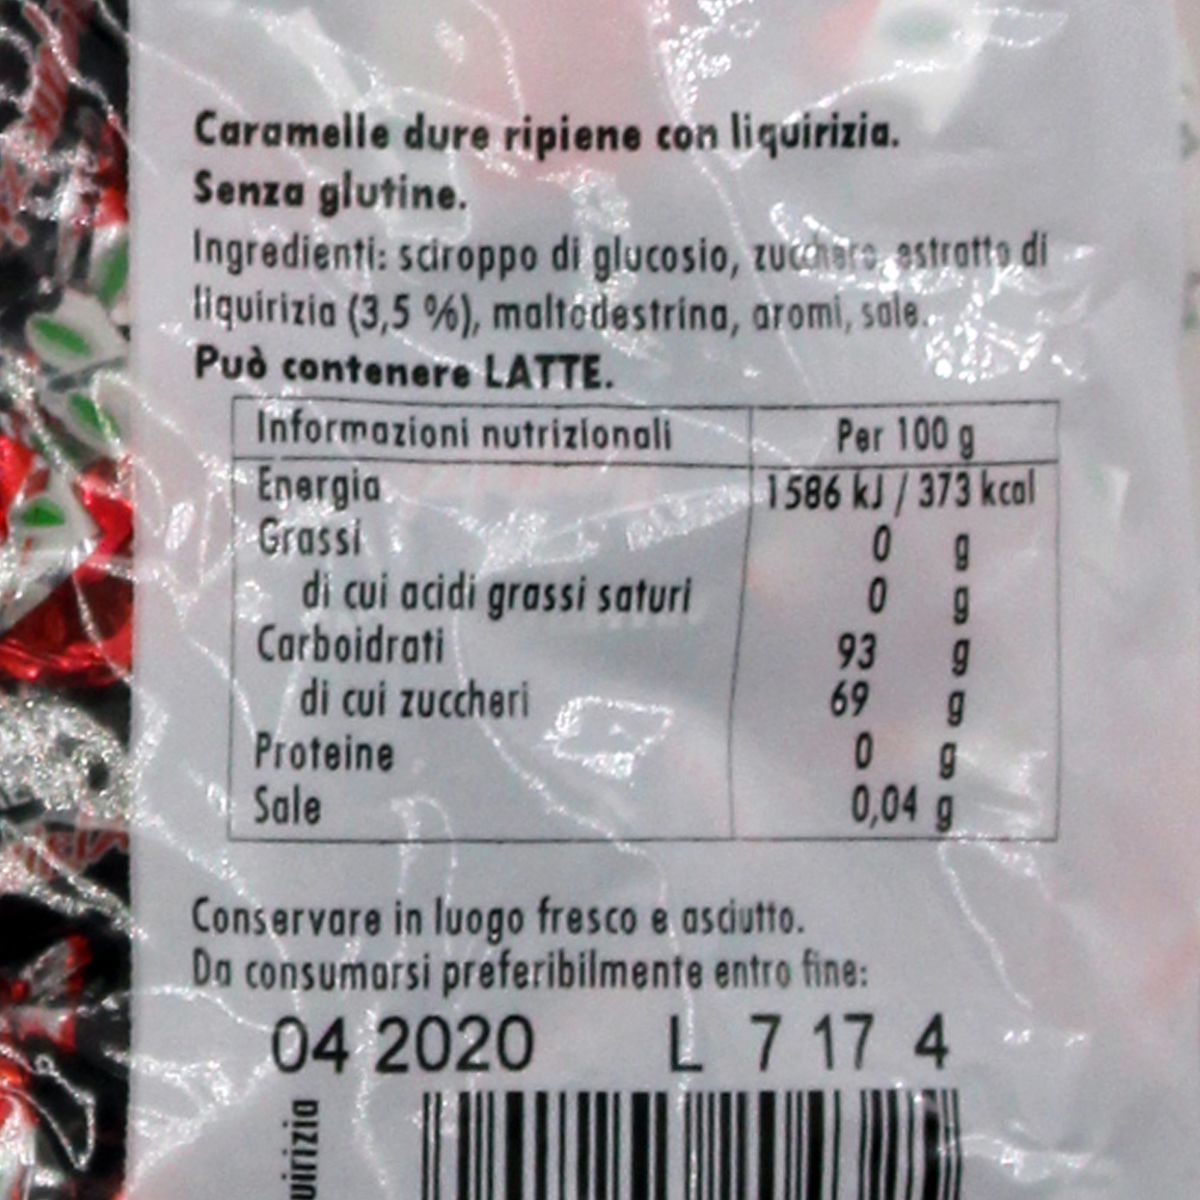 Caramelle dure ripiene con liquirizia.
Senza glutine.
Ingredienti: sciroppo di glucosio, zucchero, estratto di
liquirizia (3,5 %), maltodestrina, aromi, sale.
Può contenere LATTE.
Informazioni nutrizionali Per 100 g
Energia 1586 kJ / 373 kcal
Grassi 0 g
di cui acidi grassi saturi 0 g
Carboidrati 93 g
di cui zuccheri 69 g
Proteine 0 g
Sale 0,04 g
Conservare in luogo fresco e asciutto.
Da consumarsi preferibilmente entro fine:
04 2020 L 7 17 4
uirizia